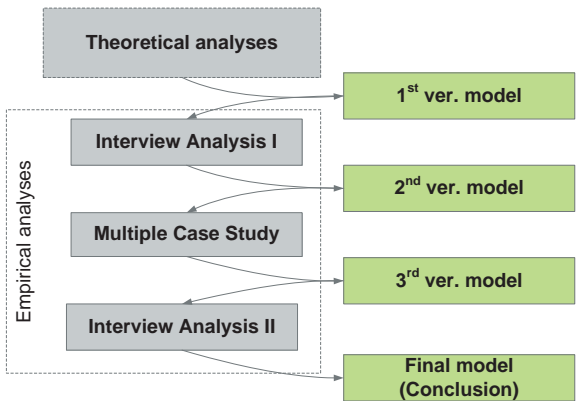 Theoretical analyses
1st ver. model
Interview Analysis I
2nd ver. model
Multiple Case Study
3rd ver. model
Interview Analysis II
Final model
(Conclusion)
Empirical analyses